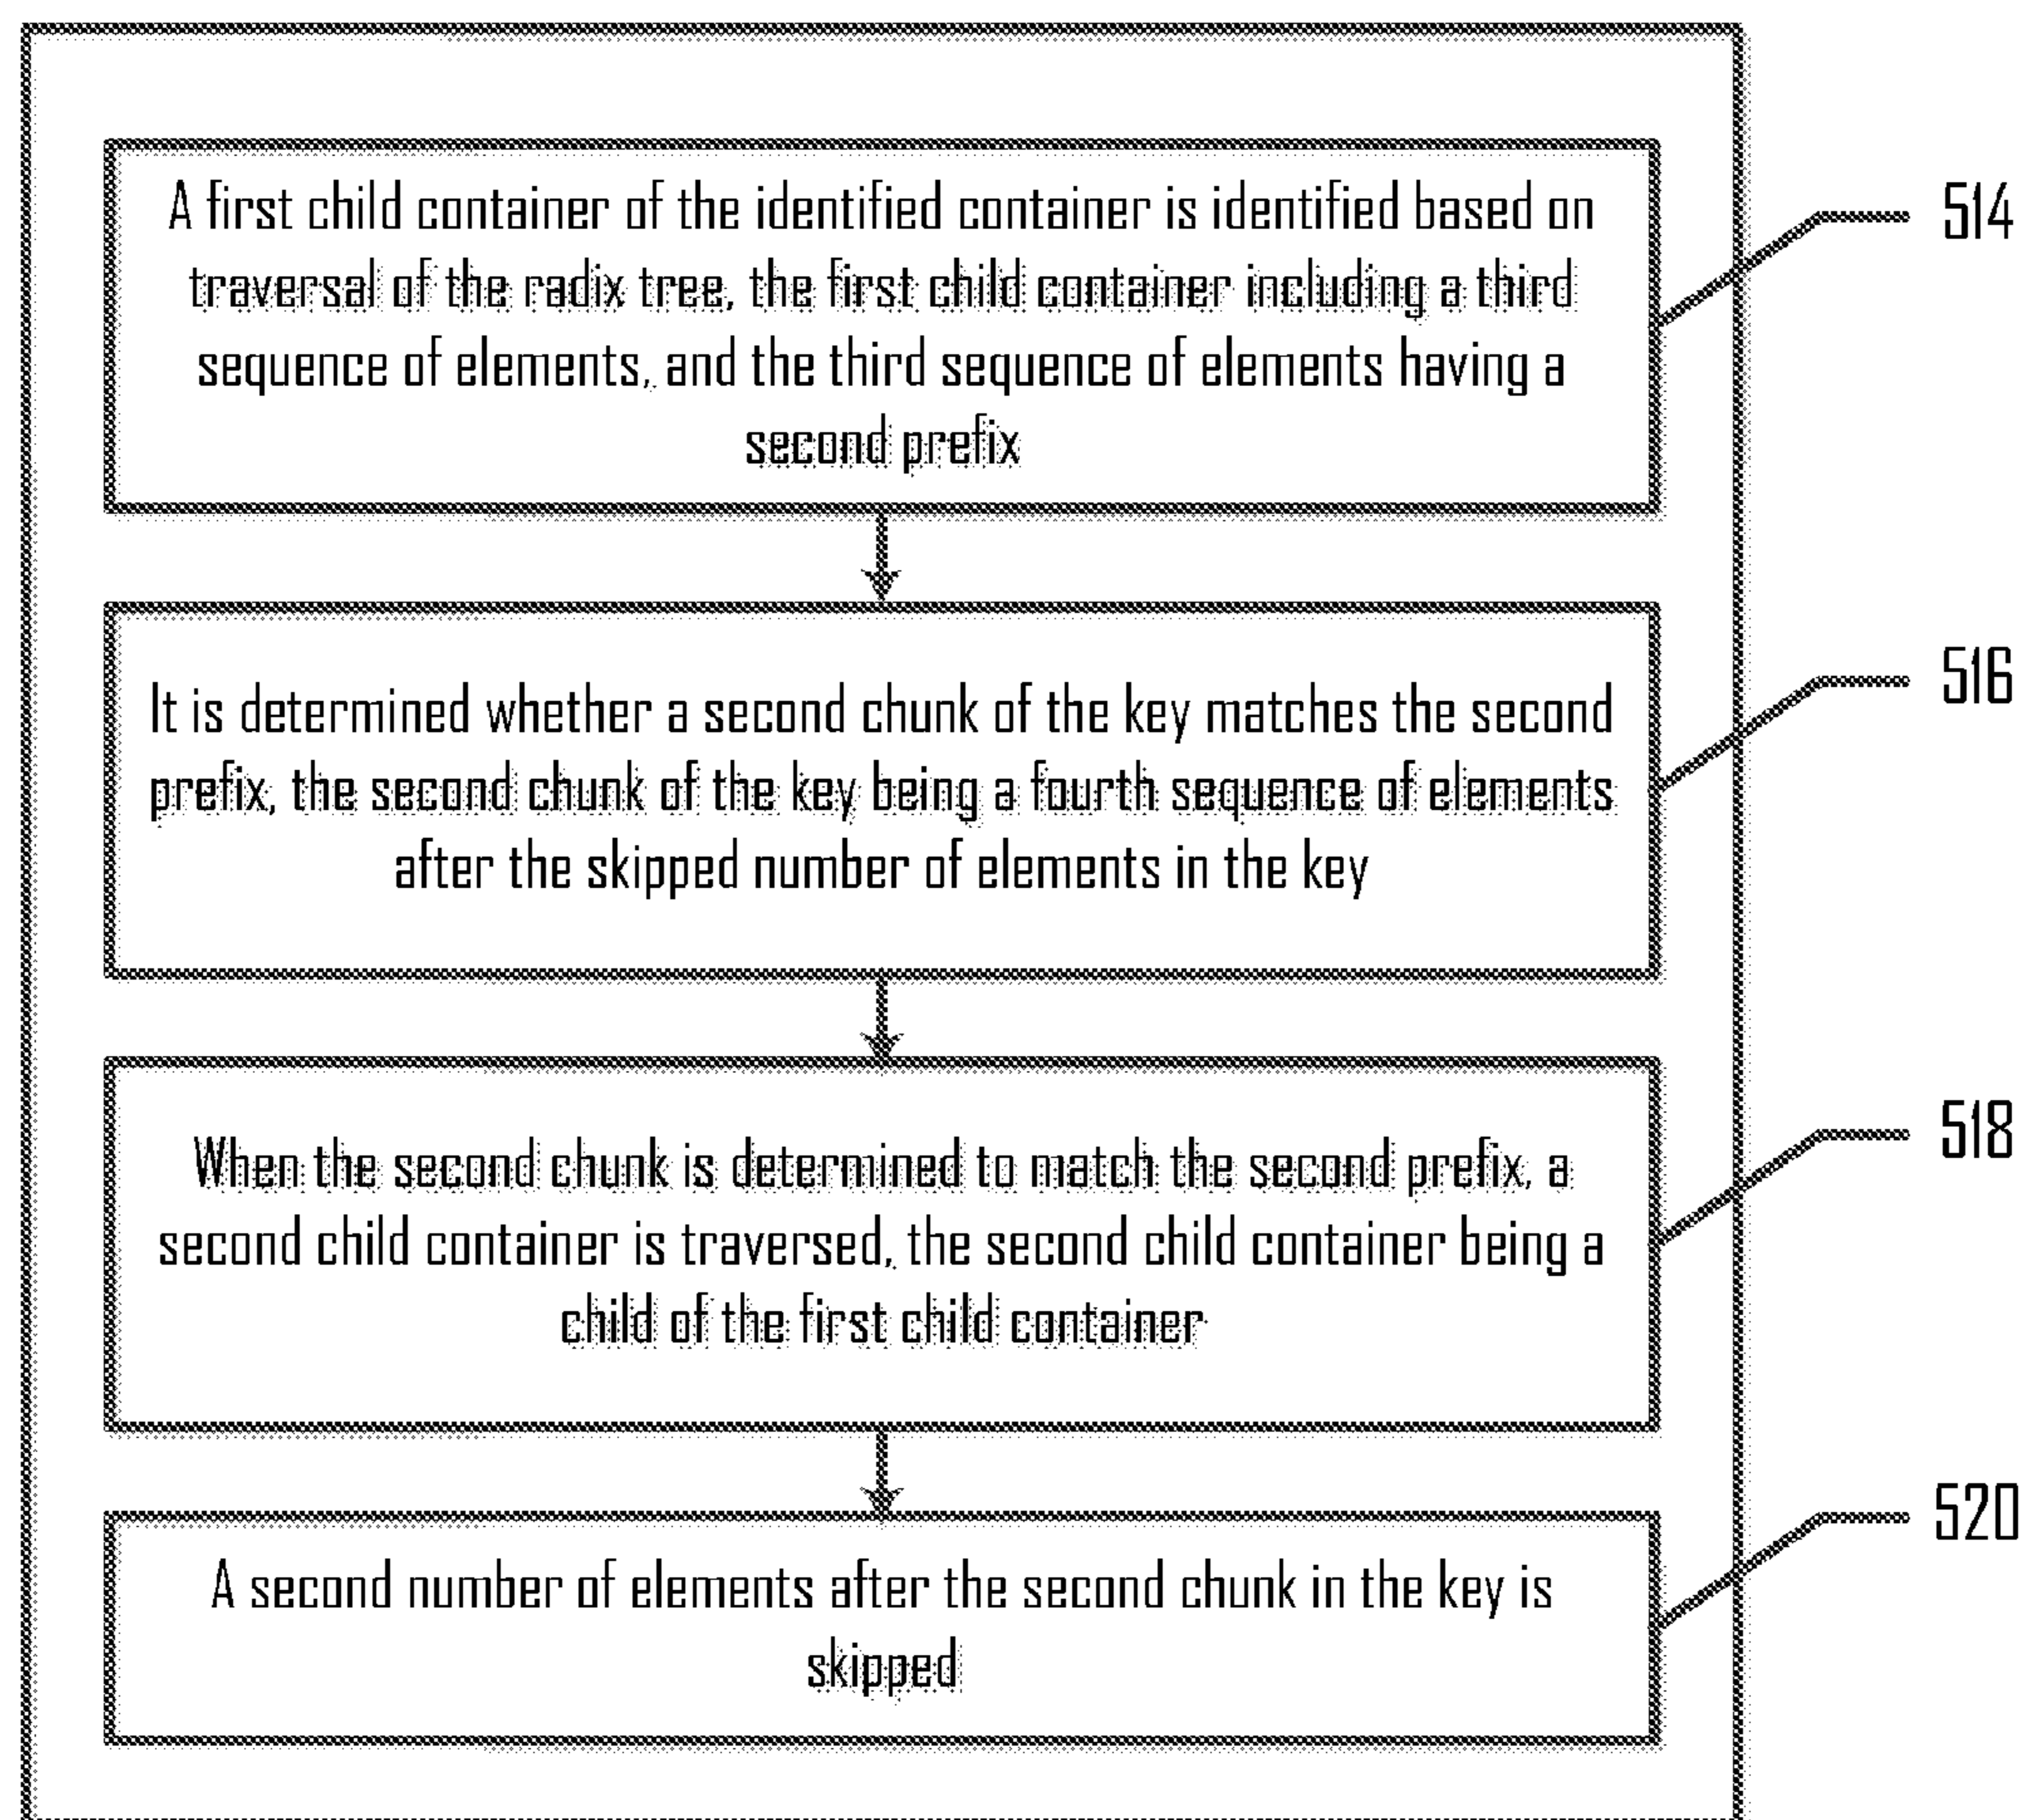 A first child container of the identified container is identified based on
traversal of the radix tree, the first child container including a third
sequence of elements, and the third sequence of elements having a
second prefix
514
It is determined whether a second chunk of the key matches the second
prefix, the second chunk of the key being a fourth sequence of elements
after the skipped number of elements in the key
516
When the second chunk is determined to match the second prefix, a
second child container is traversed, the second child container being a
child of the first child container
518
A second number of elements after the second chunk in the key is
skipped
520